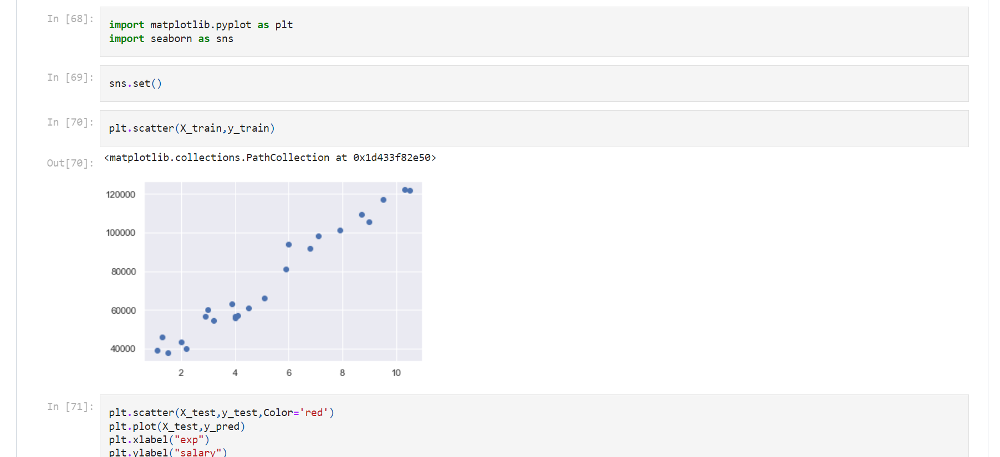 In [68]:
import matplotlib.pyplot as plt
import seaborn as sns
In [69]:
sns.set()
In [70]:
plt.scatter(X_train,y_train)
Out[70]:
<matplotlib.collections.PathCollection at 0x1d433f82e50>
120000
100000
80000
60000
40000
2 4 6 8 10
In [71]:
plt.scatter(X_test,y_test,Color='red')
plt.plot(X_test,y_pred)
plt.xlabel("exp")
plt.ylabel("salary")